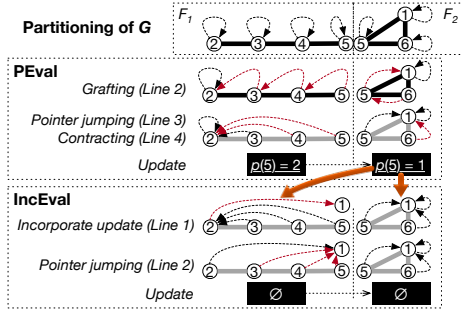 Partitioning of G
F1
F2
2 3 4 5 5 1 6
PEval
Grafting (Line 2)
2 3 4 5 5 1 6
Pointer jumping (Line 3)
Contracting (Line 4)
2 3 4 5 5 1 6
Update
p(5) = 2
p(5) = 1
IncEval
Incorporate update (Line 1)
2 3 4 5 1 5 1 6
Pointer jumping (Line 2)
2 3 4 5 1 5 1 6
Update
∅
∅